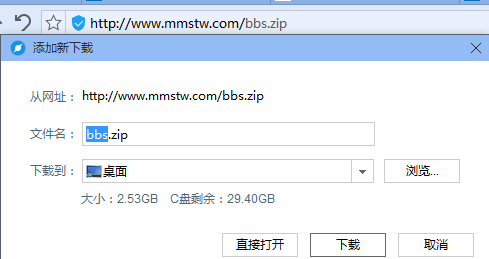 http://www.mmstw.com/bbs.zip
添加新下载
从网址： http://www.mmstw.com/bbs.zip
文件名： bbs.zip
下载到： 桌面 浏览...
大小：2.53GB C盘剩余：29.40GB
直接打开 下载 取消